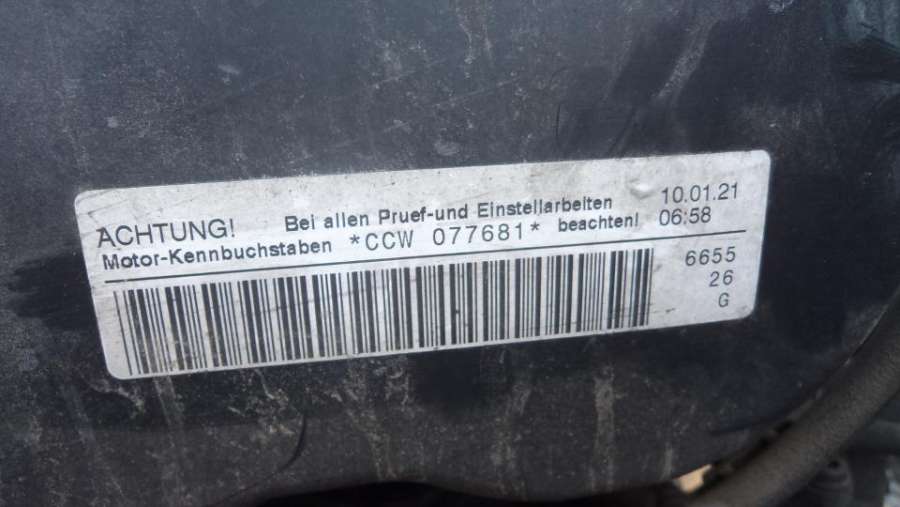 ACHTUNG! Bei allen Pruef-und Einstellarbeiten 10.01.21
Motor-Kennbuchstaben *CCW 077681* beachten! 06:58
6655
26
G